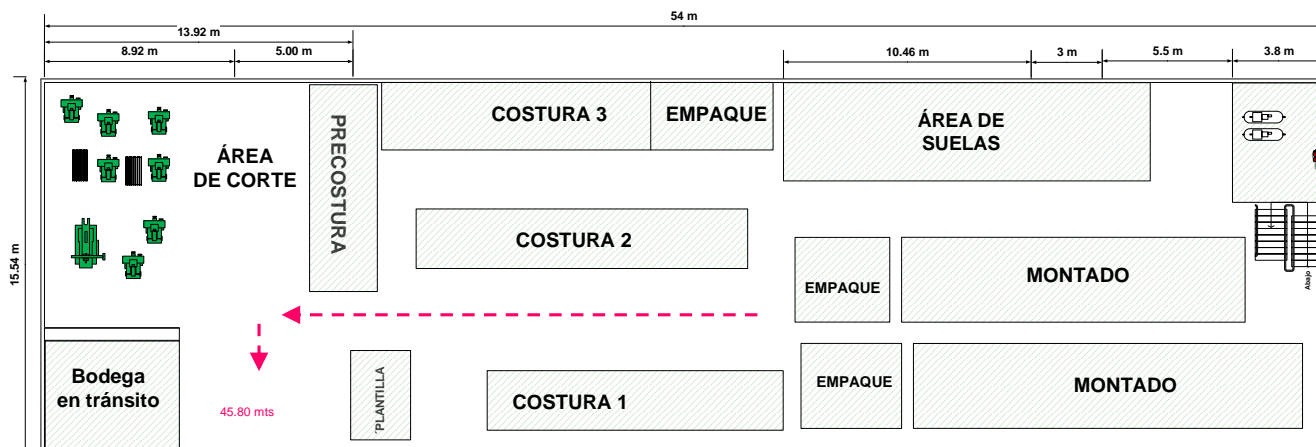 54 m
13.92 m
8.92 m
5.00 m
10.46 m
3 m
5.5 m
3.8 m
15.54 m
ÁREA
DE CORTE
PRECOSTURA
COSTURA 3
EMPAQUE
ÁREA DE
SUELAS
COSTURA 2
EMPAQUE
MONTADO
Abajo
Bodega
en tránsito
45.80 mts
PLANTILLA
COSTURA 1
EMPAQUE
MONTADO